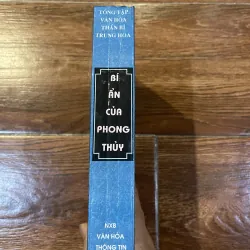 TỔNG TẬP
VĂN HÓA
THẦN BÍ
TRUNG HOA
BÍ
ẨN
CỦA
PHONG
THỦY
NXB
VĂN HÓA
THÔNG TIN